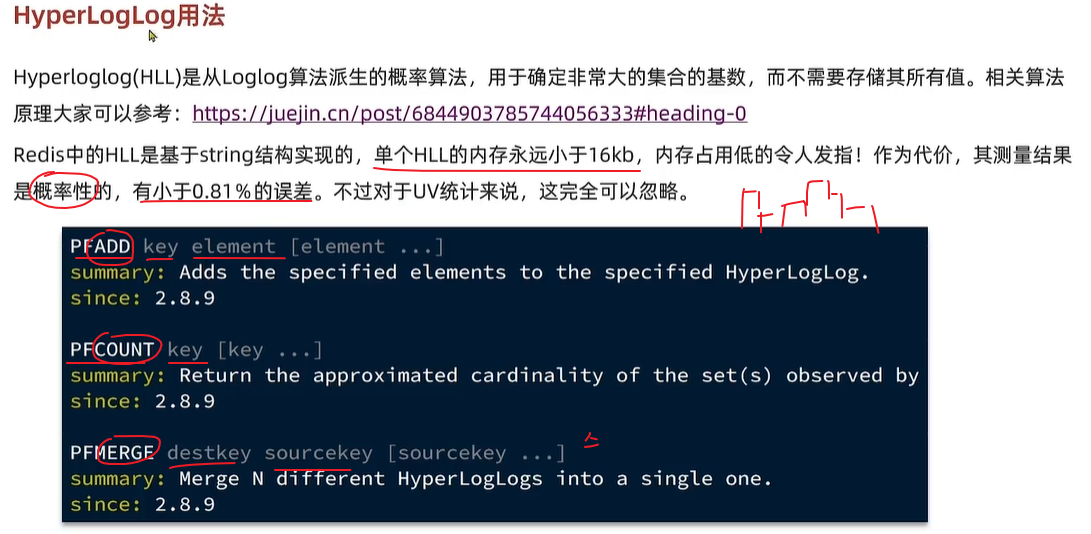 HyperLogLog用法
Hyperloglog(HLL)是从Loglog算法派生的概率算法，用于确定非常大的集合的基数，而不需要存储其所有值。相关算法
原理大家可以参考：https://juejin.cn/post/6844903785744056333#heading-0
Redis中的HLL是基于string结构实现的，单个HLL的内存永远小于16kb，内存占用低的令人发指！作为代价，其测量结果
是概率性的，有小于0.81％的误差。不过对于UV统计来说，这完全可以忽略。
PFADD key element [element ...]
summary: Adds the specified elements to the specified HyperLogLog.
since: 2.8.9
PFCOUNT key [key ...]
summary: Return the approximated cardinality of the set(s) observed by
since: 2.8.9
PFMERGE destkey sourcekey [sourcekey ...]
summary: Merge N different HyperLogLogs into a single one.
since: 2.8.9